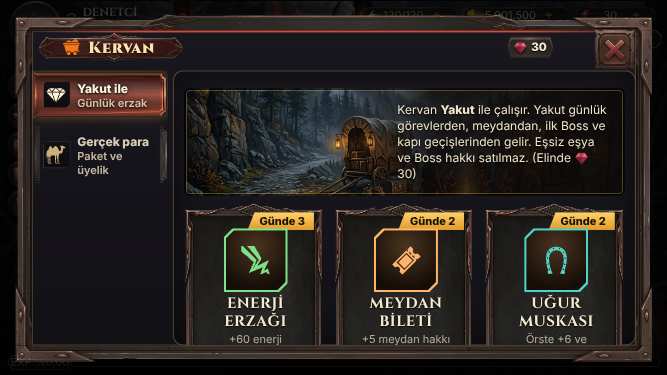 DENETCİ
Kervan
30
Yakut ile
Günlük erzak
Gerçek para
Paket ve
üyelik
Kervan Yakut ile çalışır. Yakut günlük
görevlerden, meydandan, ilk Boss ve
kapı geçişlerinden gelir. Eşsiz eşya
ve Boss hakkı satılmaz. (Elinde
30)
Günde 3
ENERJİ
ERZAĞI
+60 enerji
Günde 2
MEYDAN
BİLETİ
+5 meydan hakkı
Günde 2
UĞUR
MUSKASI
Örste +6 ve